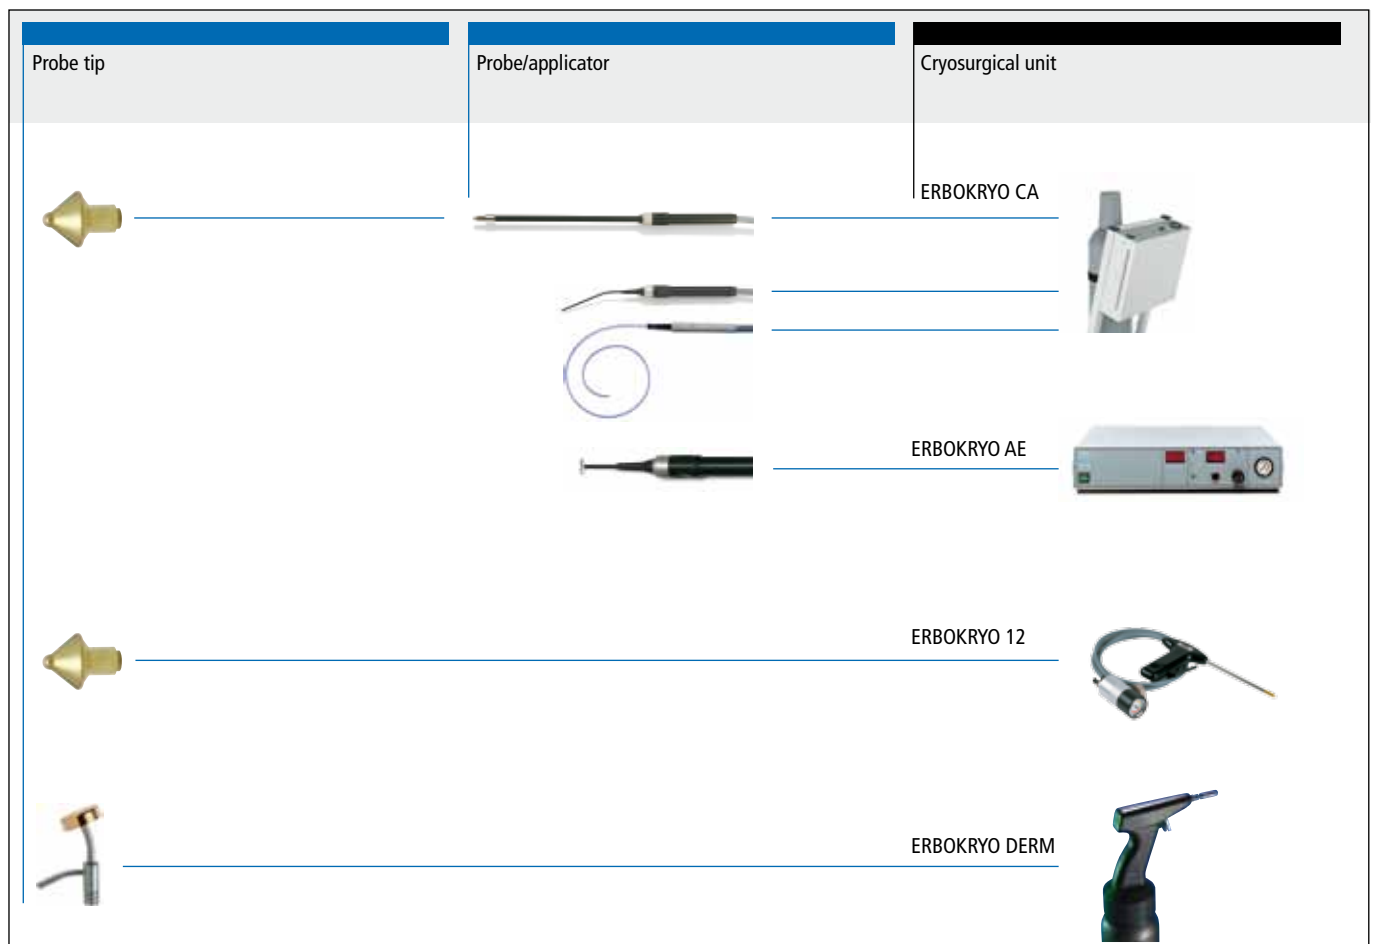 Probe tip
Probe/applicator
Cryosurgical unit
ERBOKRYO CA
ERBOKRYO AE
ERBOKRYO 12
ERBOKRYO DERM